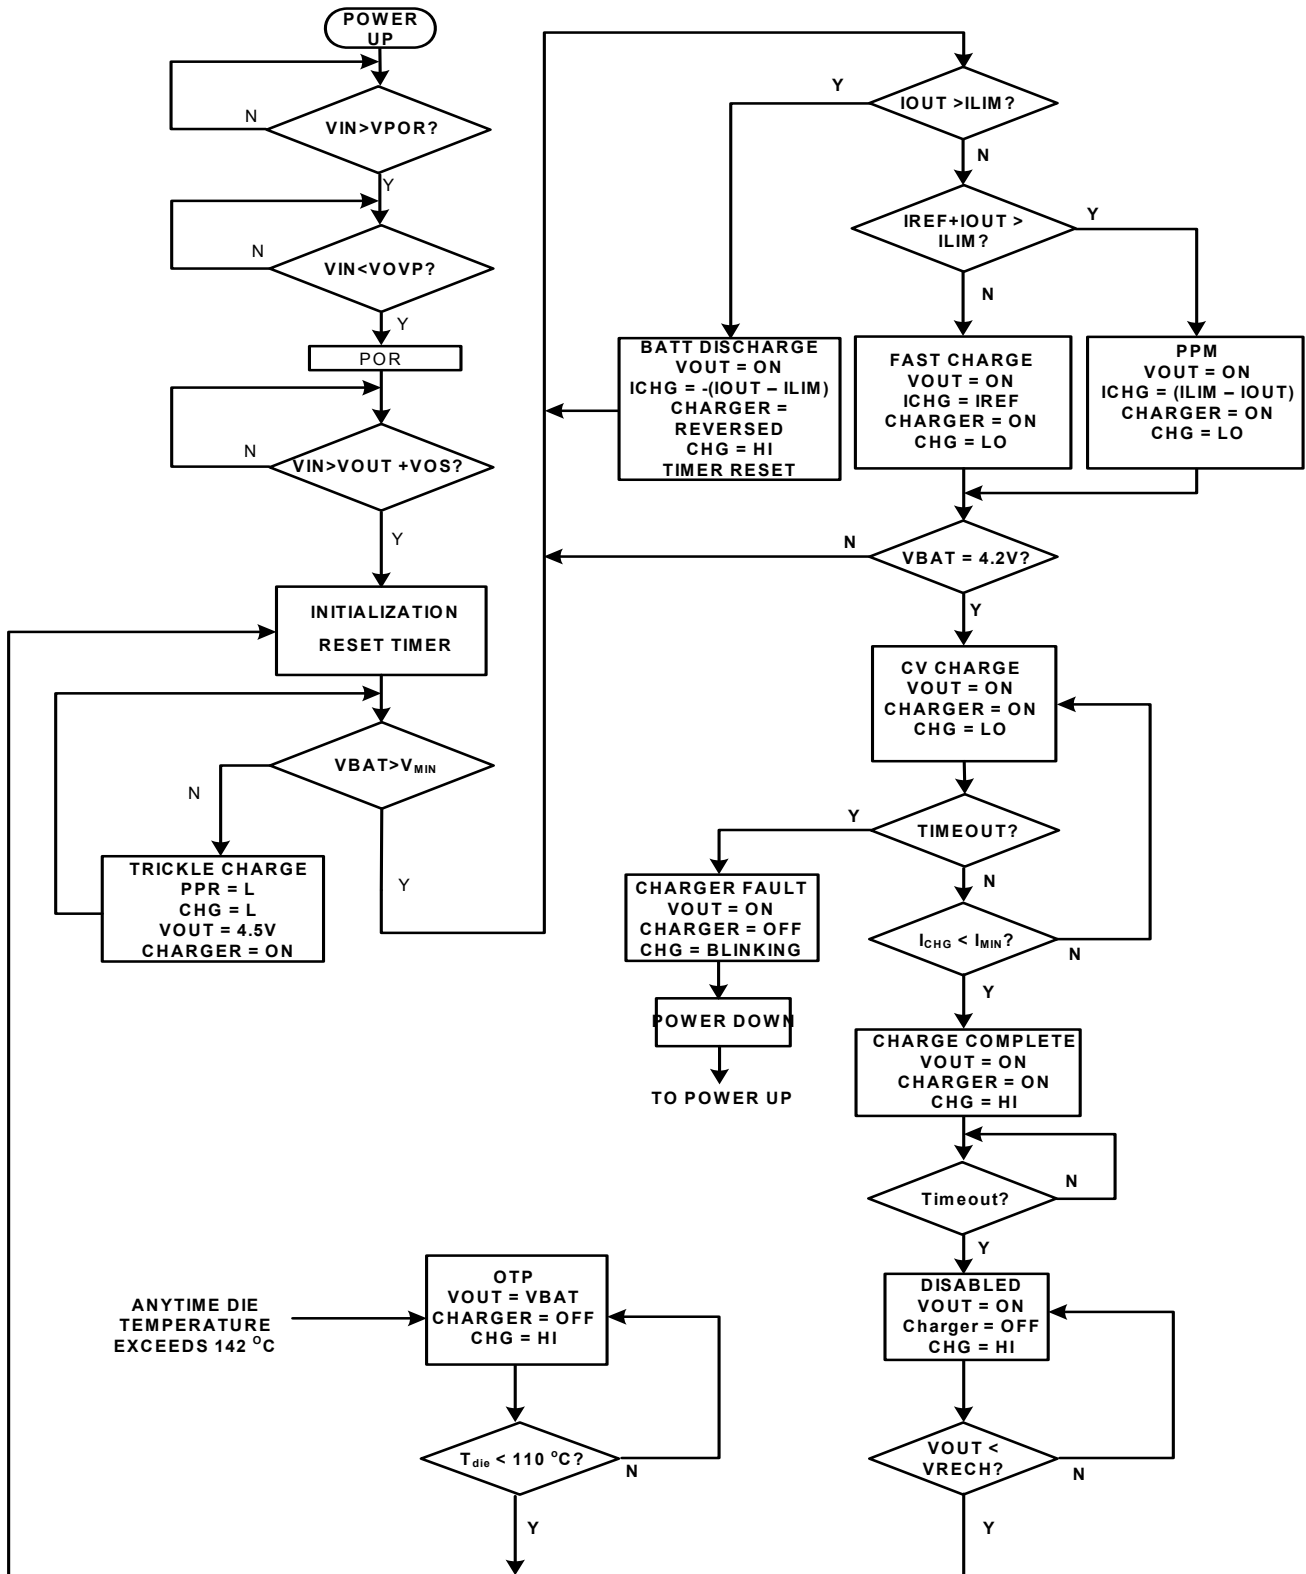 POWER
UP
N
VIN>VPOR?
Y
N
VIN<VOVP?
Y
POR
N
VIN>VOUT +VOS?
Y
INITIALIZATION
RESET TIMER
VBAT>VMIN
N
Y
TRICKLE CHARGE
PPR = L
CHG = L
VOUT = 4.5V
CHARGER = ON
Y
IOUT >ILIM?
N
IREF+IOUT >
ILIM?
Y
N
BATT DISCHARGE
VOUT = ON
ICHG = -(IOUT – ILIM)
CHARGER =
REVERSED
CHG = HI
TIMER RESET
FAST CHARGE
VOUT = ON
ICHG = IREF
CHARGER = ON
CHG = LO
PPM
VOUT = ON
ICHG = (ILIM – IOUT)
CHARGER = ON
CHG = LO
N
VBAT = 4.2V?
Y
CV CHARGE
VOUT = ON
CHARGER = ON
CHG = LO
Y
TIMEOUT?
N
CHARGER FAULT
VOUT = ON
CHARGER = OFF
CHG = BLINKING
POWER DOWN
TO POWER UP
ICHG < IMIN?
N
Y
CHARGE COMPLETE
VOUT = ON
CHARGER = ON
CHG = HI
Timeout?
N
Y
DISABLED
VOUT = ON
Charger = OFF
CHG = HI
VOUT <
VRECH?
N
Y
ANYTIME DIE
TEMPERATURE
EXCEEDS 142 °C
OTP
VOUT = VBAT
CHARGER = OFF
CHG = HI
Tdie < 110 °C?
N
Y